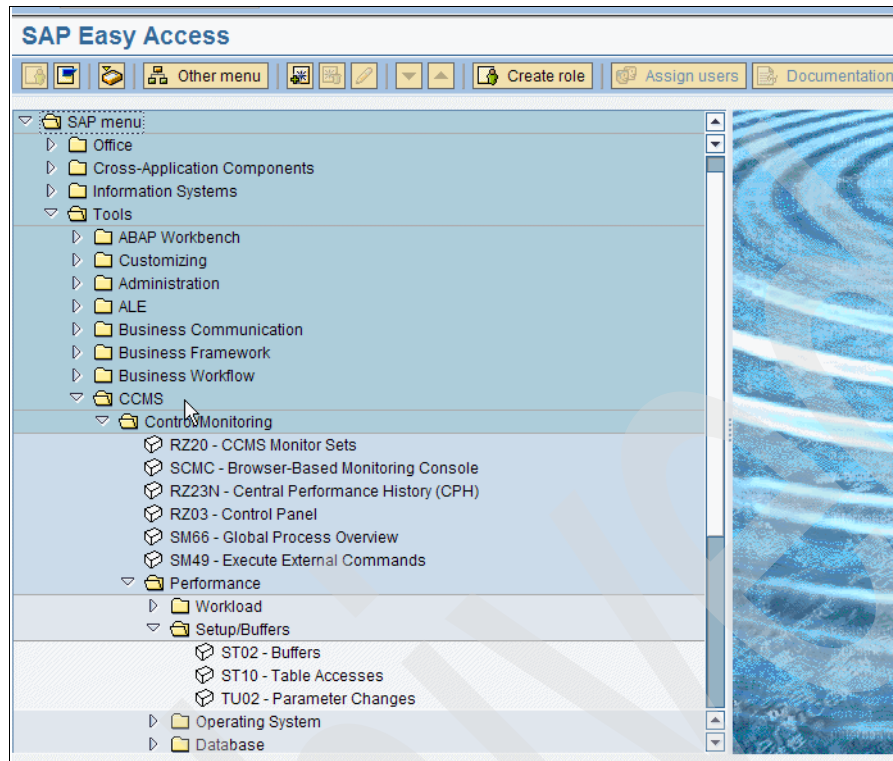 SAP Easy Access
Other menu Create role Assign users Documentation
SAP menu
Office
Cross-Application Components
Information Systems
Tools
ABAP Workbench
Customizing
Administration
ALE
Business Communication
Business Framework
Business Workflow
CCMS
Control/Monitoring
RZ20 - CCMS Monitor Sets
SCMC - Browser-Based Monitoring Console
RZ23N - Central Performance History (CPH)
RZ03 - Control Panel
SM66 - Global Process Overview
SM49 - Execute External Commands
Performance
Workload
Setup/Buffers
ST02 - Buffers
ST10 - Table Accesses
TU02 - Parameter Changes
Operating System
Database